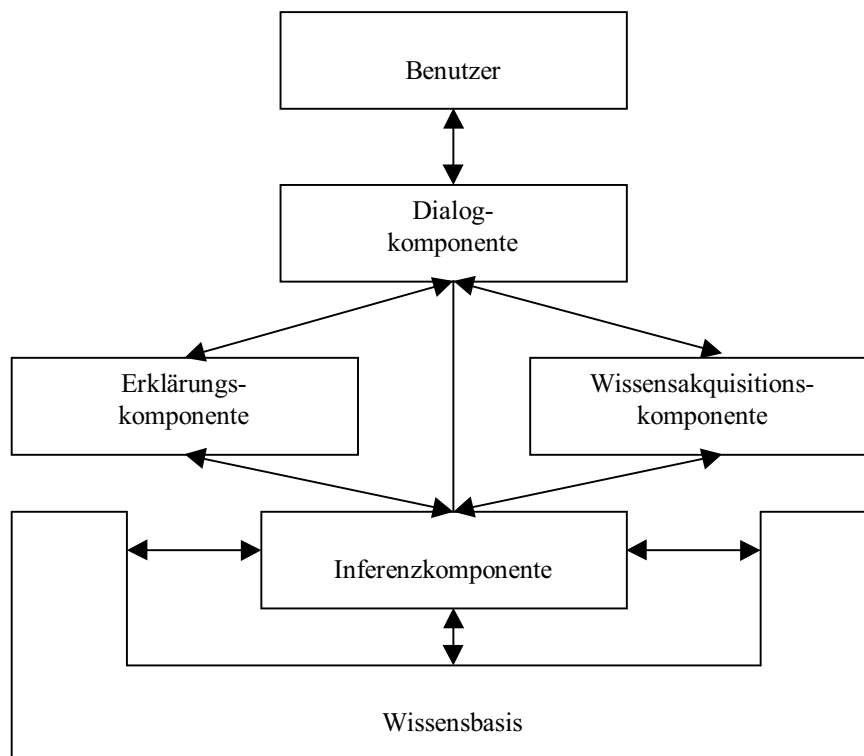 Benutzer
Dialog-
komponente
Erklärungs-
komponente
Wissensakquisitions-
komponente
Inferenzkomponente
Wissensbasis